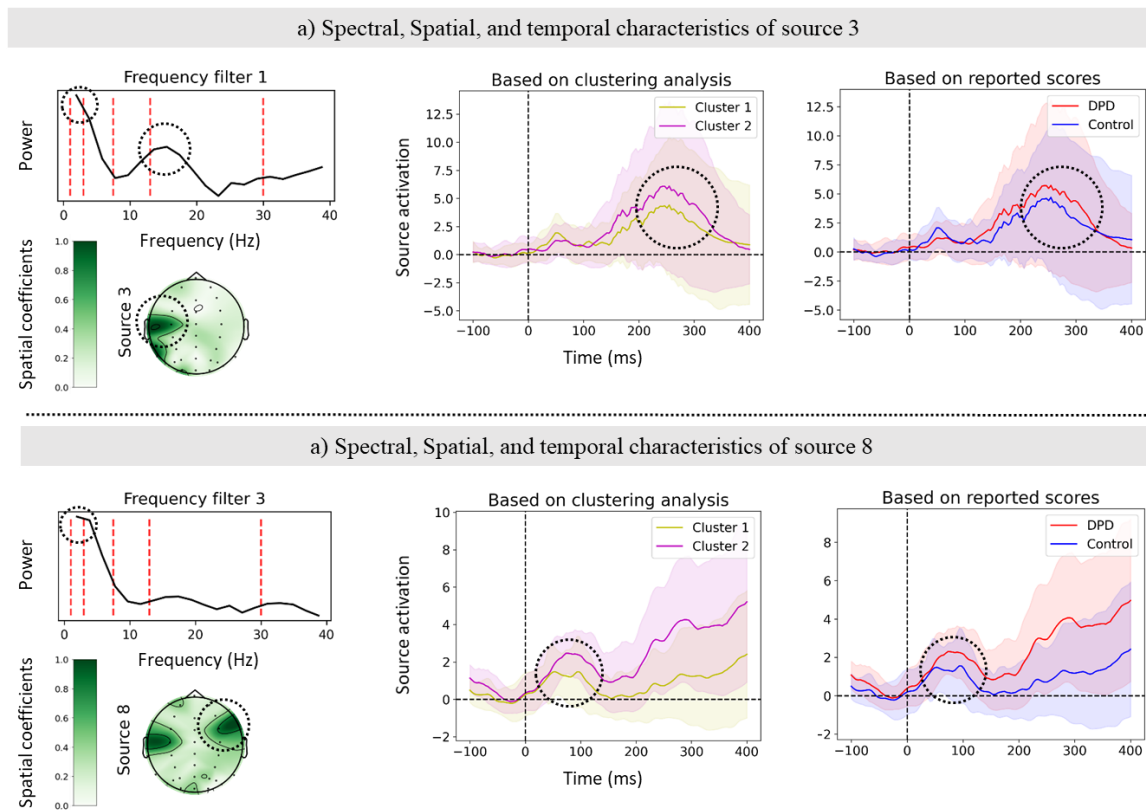 a) Spectral, Spatial, and temporal characteristics of source 3
Frequency filter 1
Power
0 10 20 30 40
Frequency (Hz)
Spatial coefficients
1.0
0.8
0.6
0.4
0.2
0.0
Source 3
Based on clustering analysis
Cluster 1
Cluster 2
Source activation
12.5
10.0
7.5
5.0
2.5
0.0
−2.5
−5.0
−100 0 100 200 300 400
Time (ms)
Based on reported scores
DPD
Control
12.5
10.0
7.5
5.0
2.5
0.0
−2.5
−5.0
−100 0 100 200 300 400
a) Spectral, Spatial, and temporal characteristics of source 8
Frequency filter 3
Power
0 10 20 30 40
Frequency (Hz)
Spatial coefficients
1.0
0.8
0.6
0.4
0.2
0.0
Source 8
Based on clustering analysis
Cluster 1
Cluster 2
Source activation
10
8
6
4
2
0
−2
−100 0 100 200 300 400
Time (ms)
Based on reported scores
DPD
Control
8
6
4
2
0
−2
−100 0 100 200 300 400